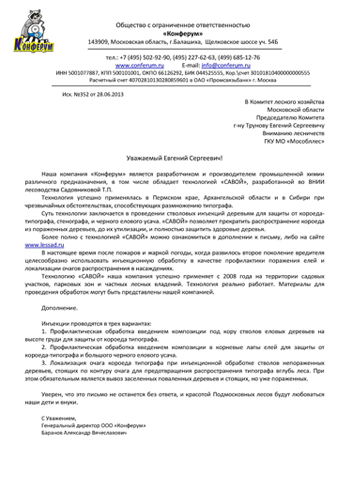 Конферум
Общество с ограниченной ответственностью
«Конферум»
143909, Московская область, г.Балашиха, Щелковское шоссе уч. 54Б
тел.: +7 (495) 502-92-90, (495) 227-62-63, (499) 685-12-76
www.conferum.ru E-mail: info@conferum.ru
ИНН 5001077887, КПП 500101001, ОКПО 66126292, БИК 044525555, Кор.\счет 30101810400000000555
Расчетный счет 40702810130280859601 в ОАО «Промсвязьбанк» г. Москва
Исх. №352 от 28.06.2013
В Комитет лесного хозяйства
Московской области
Председателю Комитета
г-ну Трунову Евгений Сергеевичу
Вниманию лесничеств
ГКУ МО «Мособллес»
Уважаемый Евгений Сергеевич!
Наша компания «Конферум» является разработчиком и производителем промышленной химии
различного предназначения, в том числе обладает технологией «САВОЙ», разработанной во ВНИИ
лесоводства Садовниковой Т.П.
Технология успешно применялась в Пермском крае, Архангельской области и в Сибири при
чрезвычайных обстоятельствах, способствующих размножению типографа.
Суть технологии заключается в проведении стволовых инъекций деревьям для защиты от короеда-
типографа, стенографа, и черного елового усача. «САВОЙ» позволяет прекратить распространение короеда
из пораженных деревьев, до их утилизации, и полностью защитить здоровые деревья.
Более полно с технологией «САВОЙ» можно ознакомиться в дополнении к письму, либо на сайте
www.lessad.ru
В настоящее время после пожаров и жаркой погоды, когда развились второе поколение вредителя
целесообразно использовать инъекционную обработку в качестве профилактики поражения елей и
локализации очагов распространения в насаждениях.
Технологию «САВОЙ» наша компания успешно применяет с 2008 года на территории садовых
участков, парковых зон и частных лесных владений. Технология реально работает. Материалы для
проведения обработок могут быть представлены нашей компанией.
Дополнение.
Инъекции проводятся в трех вариантах:
1. Профилактическая обработка введением композиции под кору стволов еловых деревьев на
высоте груди для защиты от короеда типографа.
2. Профилактическая обработка введением композиции в корневые лапы елей для защиты от
короеда-типографа и большого черного елового усача.
3. Локализация очага короеда типографа при инъекционной обработке стволов непораженных
деревьев, стоящих по контуру очага для предотвращения распространения типографа вглубь леса. При
этом обязательным является вывоз заселенных поваленных деревьев и стоящих, но уже пораженных.
Уверен, что это письмо не останется без ответа, и красотой Подмосковных лесов будут любоваться
наши дети и внуки.
С Уважением,
Генеральный директор ООО «Конферум»
Баранов Александр Вячеславович